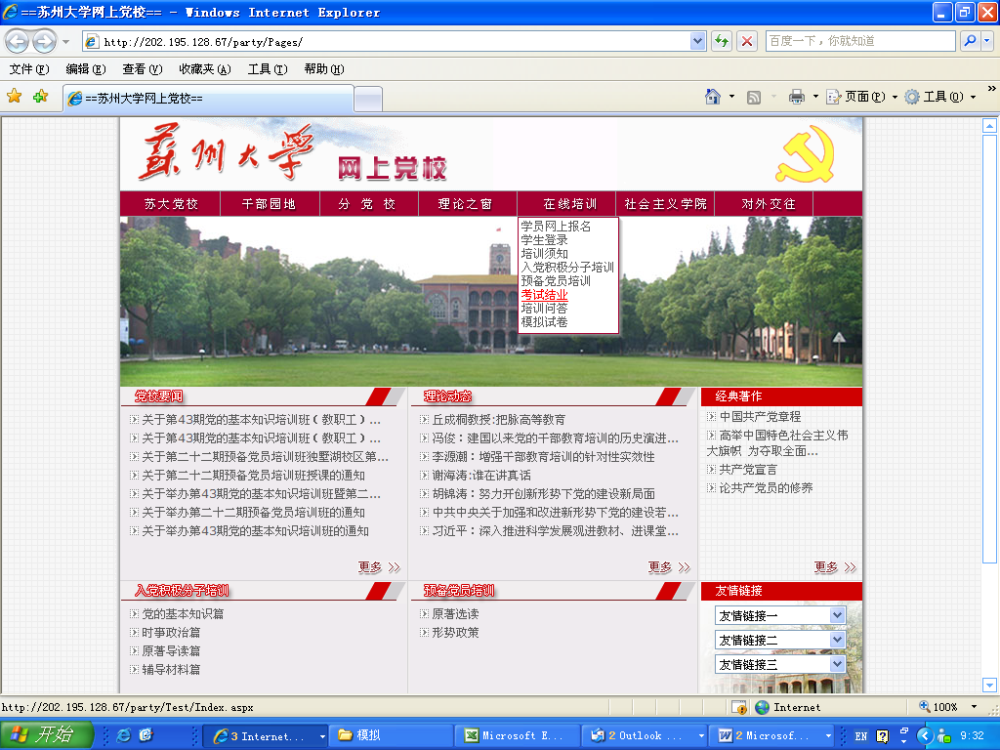 ==苏州大学网上党校== - Windows Internet Explorer
http://202.195.128.67/party/Pages/
百度一下，你就知道
文件(F) 编辑(E) 查看(V) 收藏夹(A) 工具(T) 帮助(H)
==苏州大学网上党校==
页面(P) 工具(O)
蘇州大学 网上党校
苏大党校 干部园地 分 党 校 理论之窗 在线培训 社会主义学院 对外交往
学员网上报名
学生登录
培训须知
入党积极分子培训
预备党员培训
考试结业
培训问答
模拟试卷
党校要闻
关于第43期党的基本知识培训班（教职工）...
关于第43期党的基本知识培训班（教职工）...
关于第二十二期预备党员培训班独墅湖校区第...
关于第二十二期预备党员培训班授课的通知
关于举办第43期党的基本知识培训班暨第二...
关于举办第二十二期预备党员培训班的通知
关于举办第43期党的基本知识培训班的通知
更多
理论动态
丘成桐教授:把脉高等教育
冯俊：建国以来党的干部教育培训的历史演进...
李源潮：增强干部教育培训的针对性实效性
谢海涛:谁在讲真话
胡锦涛：努力开创新形势下党的建设新局面
中共中央关于加强和改进新形势下党的建设若...
习近平：深入推进科学发展观进教材、进课堂...
更多
经典著作
中国共产党章程
高举中国特色社会主义伟
大旗帜 为夺取全面...
共产党宣言
论共产党员的修养
更多
入党积极分子培训
党的基本知识篇
时事政治篇
原著导读篇
辅导材料篇
预备党员培训
原著选读
形势政策
友情链接
友情链接一
友情链接二
友情链接三
http://202.195.128.67/party/Test/Index.aspx
Internet
100%
开始
3 Internet...
模拟
Microsoft E...
2 Outlook ...
2 Microsof...
EN
9:32